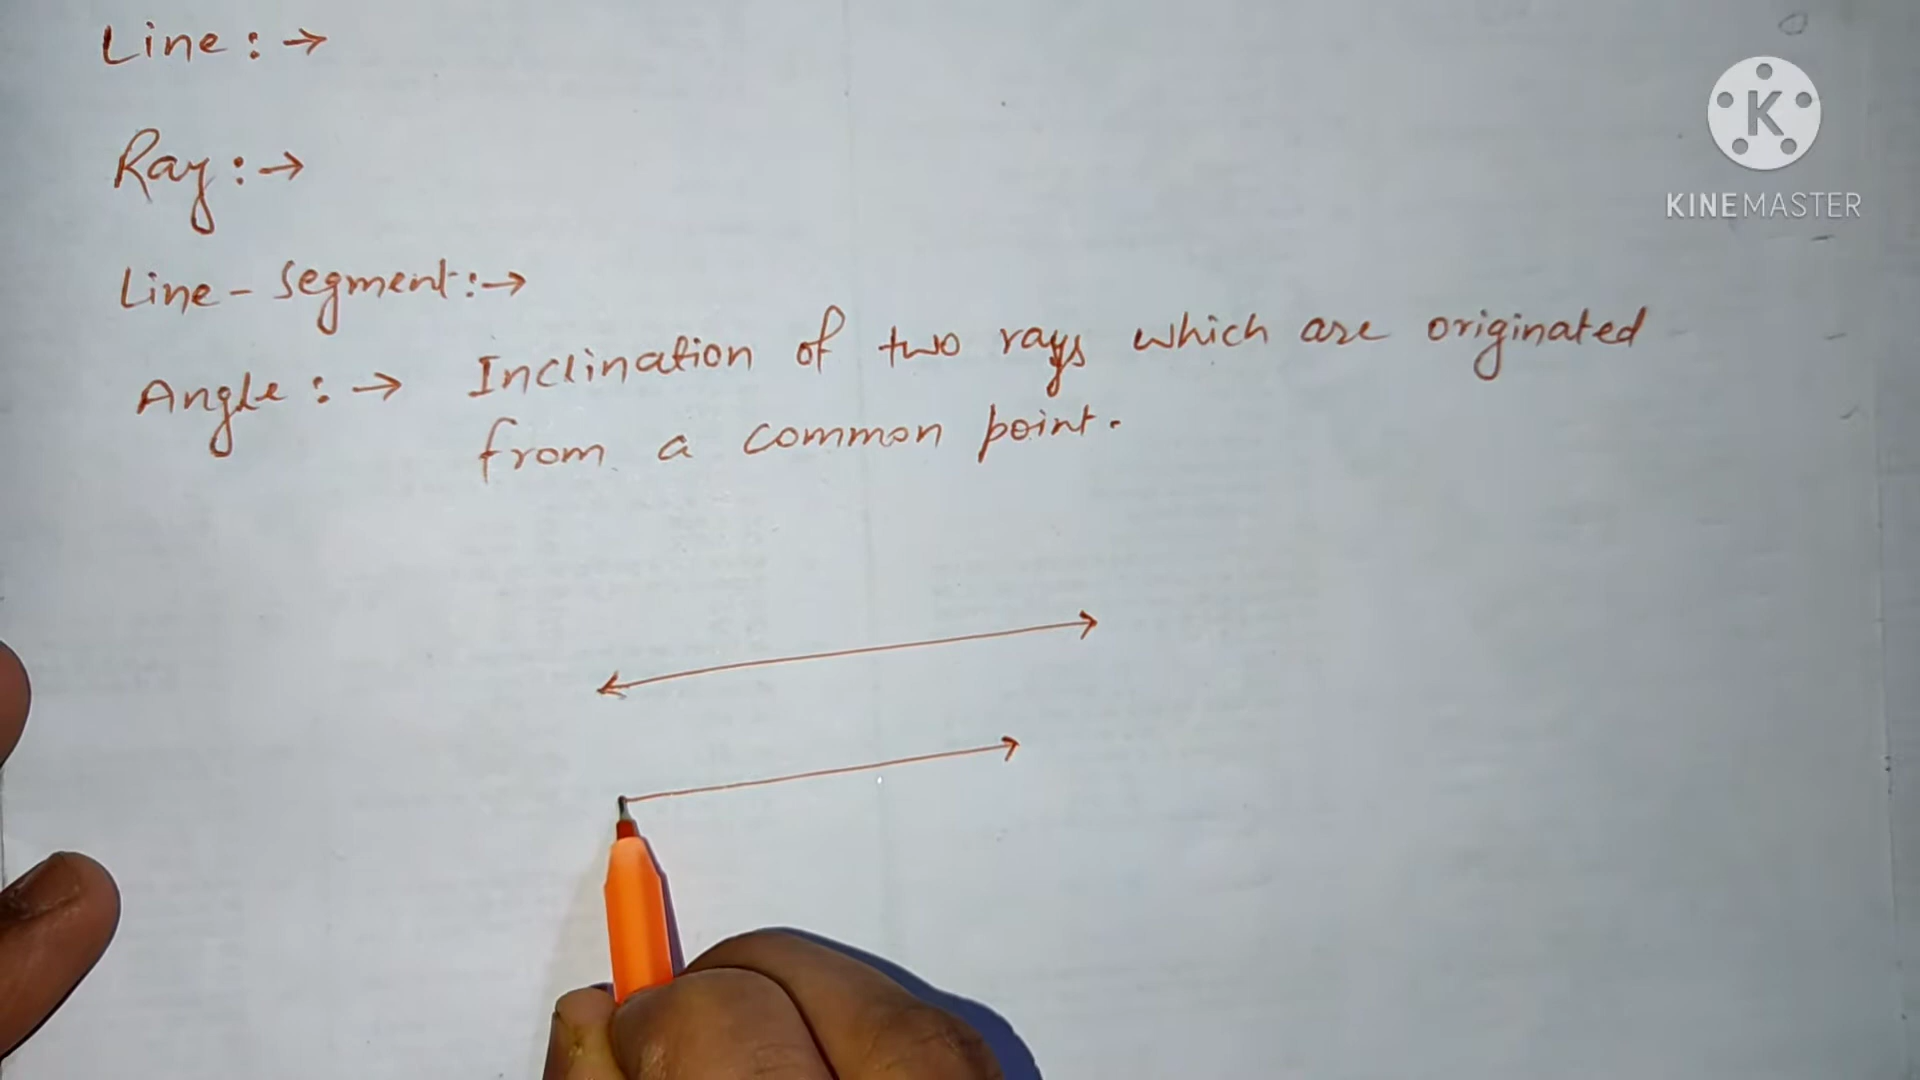 Line : →
Ray : →
Line - Segment : →
Angle : → Inclination of two rays which are originated
from a common point.
K
KINEMASTER